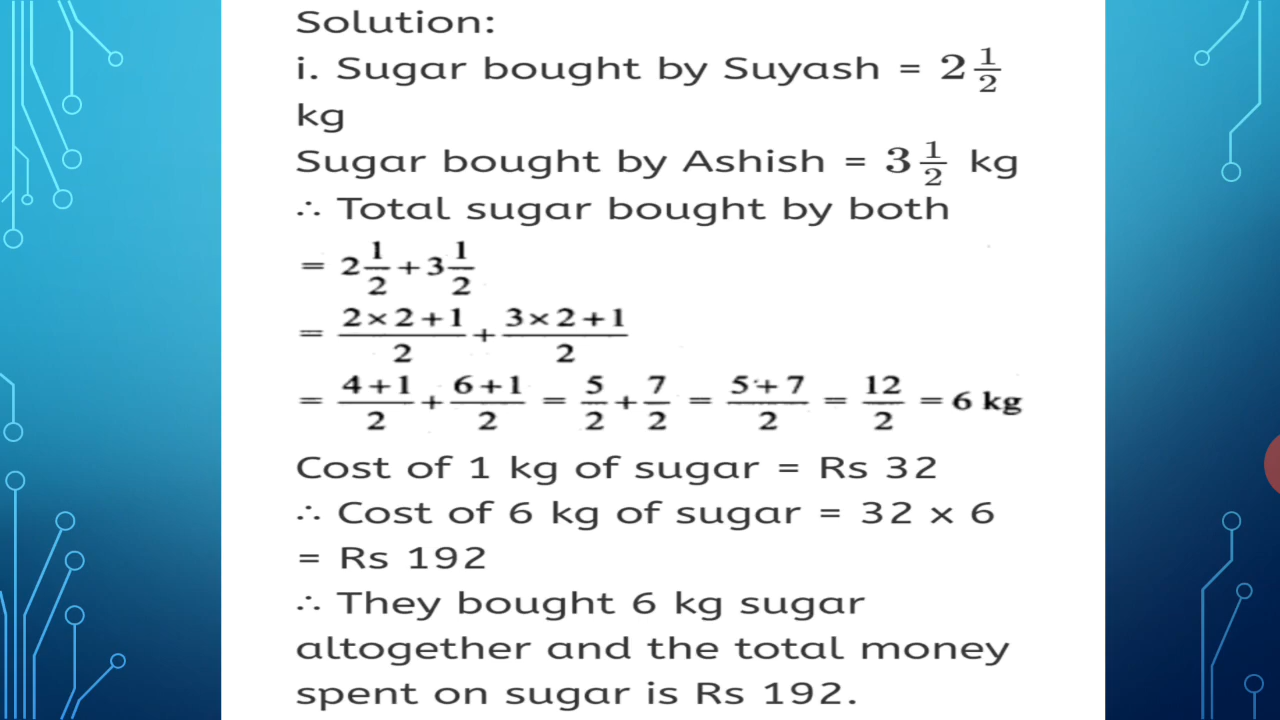 Solution:
i. Sugar bought by Suyash = 2 1/2
kg
Sugar bought by Ashish = 3 1/2 kg
∴ Total sugar bought by both
= 2 1/2 + 3 1/2
= (2×2+1)/2 + (3×2+1)/2
= (4+1)/2 + (6+1)/2 = 5/2 + 7/2 = (5+7)/2 = 12/2 = 6 kg
Cost of 1 kg of sugar = Rs 32
∴ Cost of 6 kg of sugar = 32 x 6
= Rs 192
∴ They bought 6 kg sugar
altogether and the total money
spent on sugar is Rs 192.